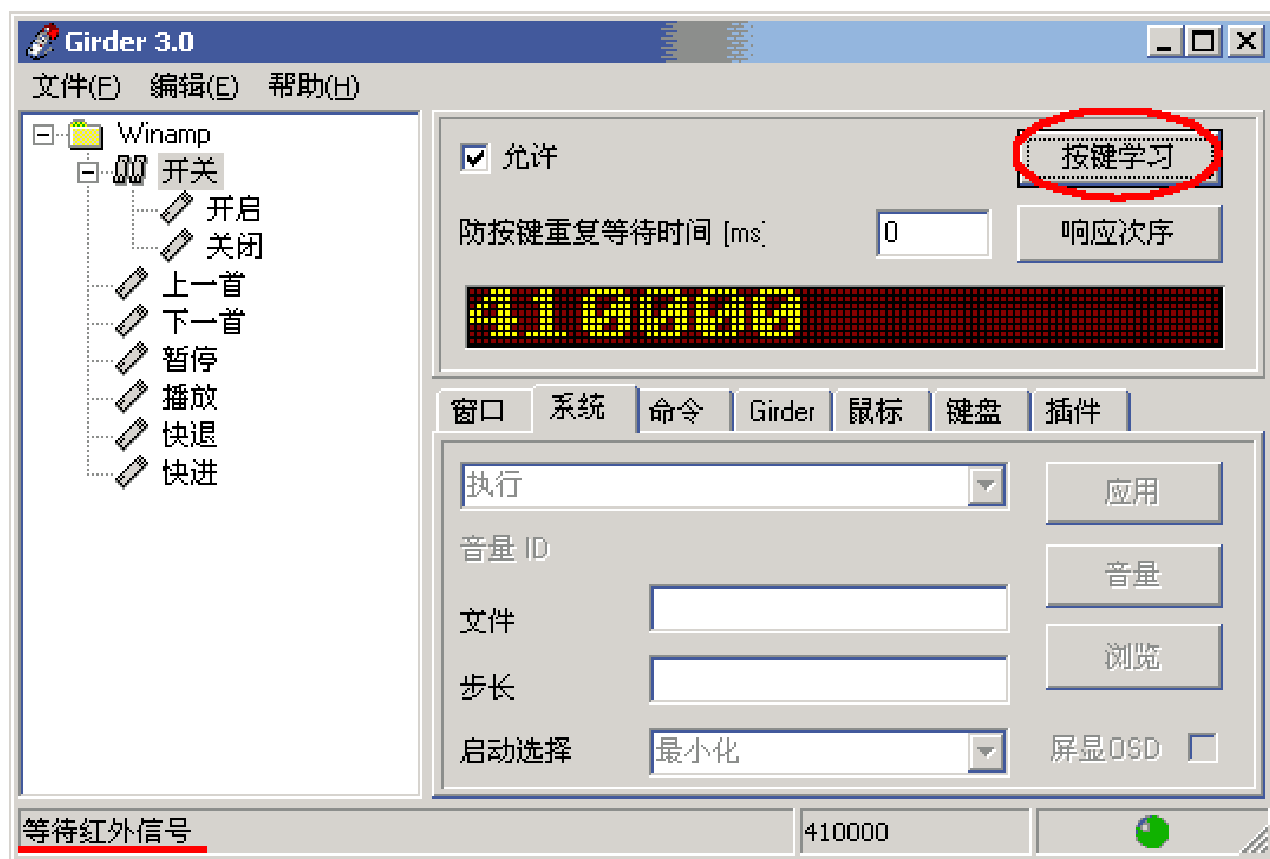 Girder 3.0
文件(F) 编辑(E) 帮助(H)
Winamp
开关
开启
关闭
上一首
下一首
暂停
播放
快退
快进
允许
按键学习
防按键重复等待时间 [ms]
0
响应次序
410000
窗口 系统 命令 Girder 鼠标 键盘 插件
执行
应用
音量 ID
音量
文件
浏览
步长
启动选择
最小化
屏显OSD
等待红外信号
410000